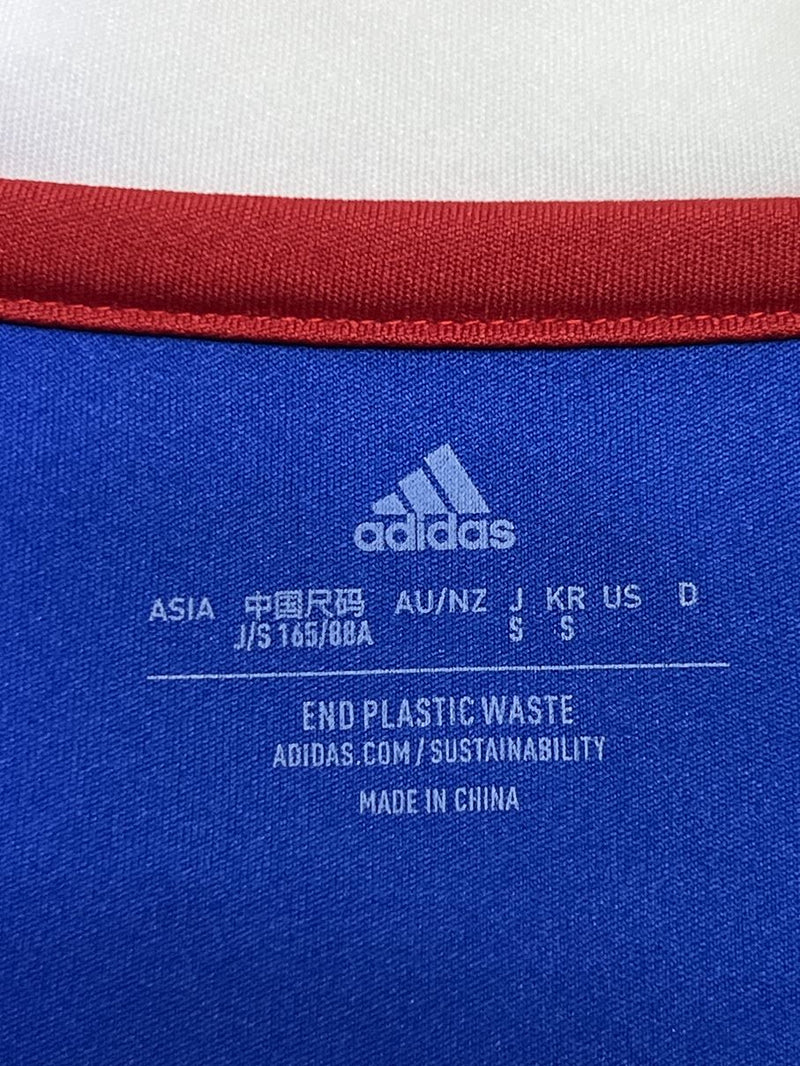 adidas
ASIA 中国尺码 AU/NZ J KR US D
J/S 165/88A S S
END PLASTIC WASTE
ADIDAS.COM/SUSTAINABILITY
MADE IN CHINA